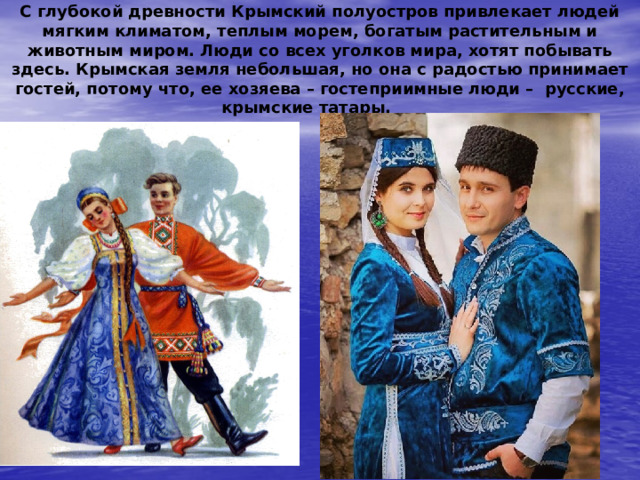 С глубокой древности Крымский полуостров привлекает людей
мягким климатом, теплым морем, богатым растительным и
животным миром. Люди со всех уголков мира, хотят побывать
здесь. Крымская земля небольшая, но она с радостью принимает
гостей, потому что, ее хозяева – гостеприимные люди – русские,
крымские татары.